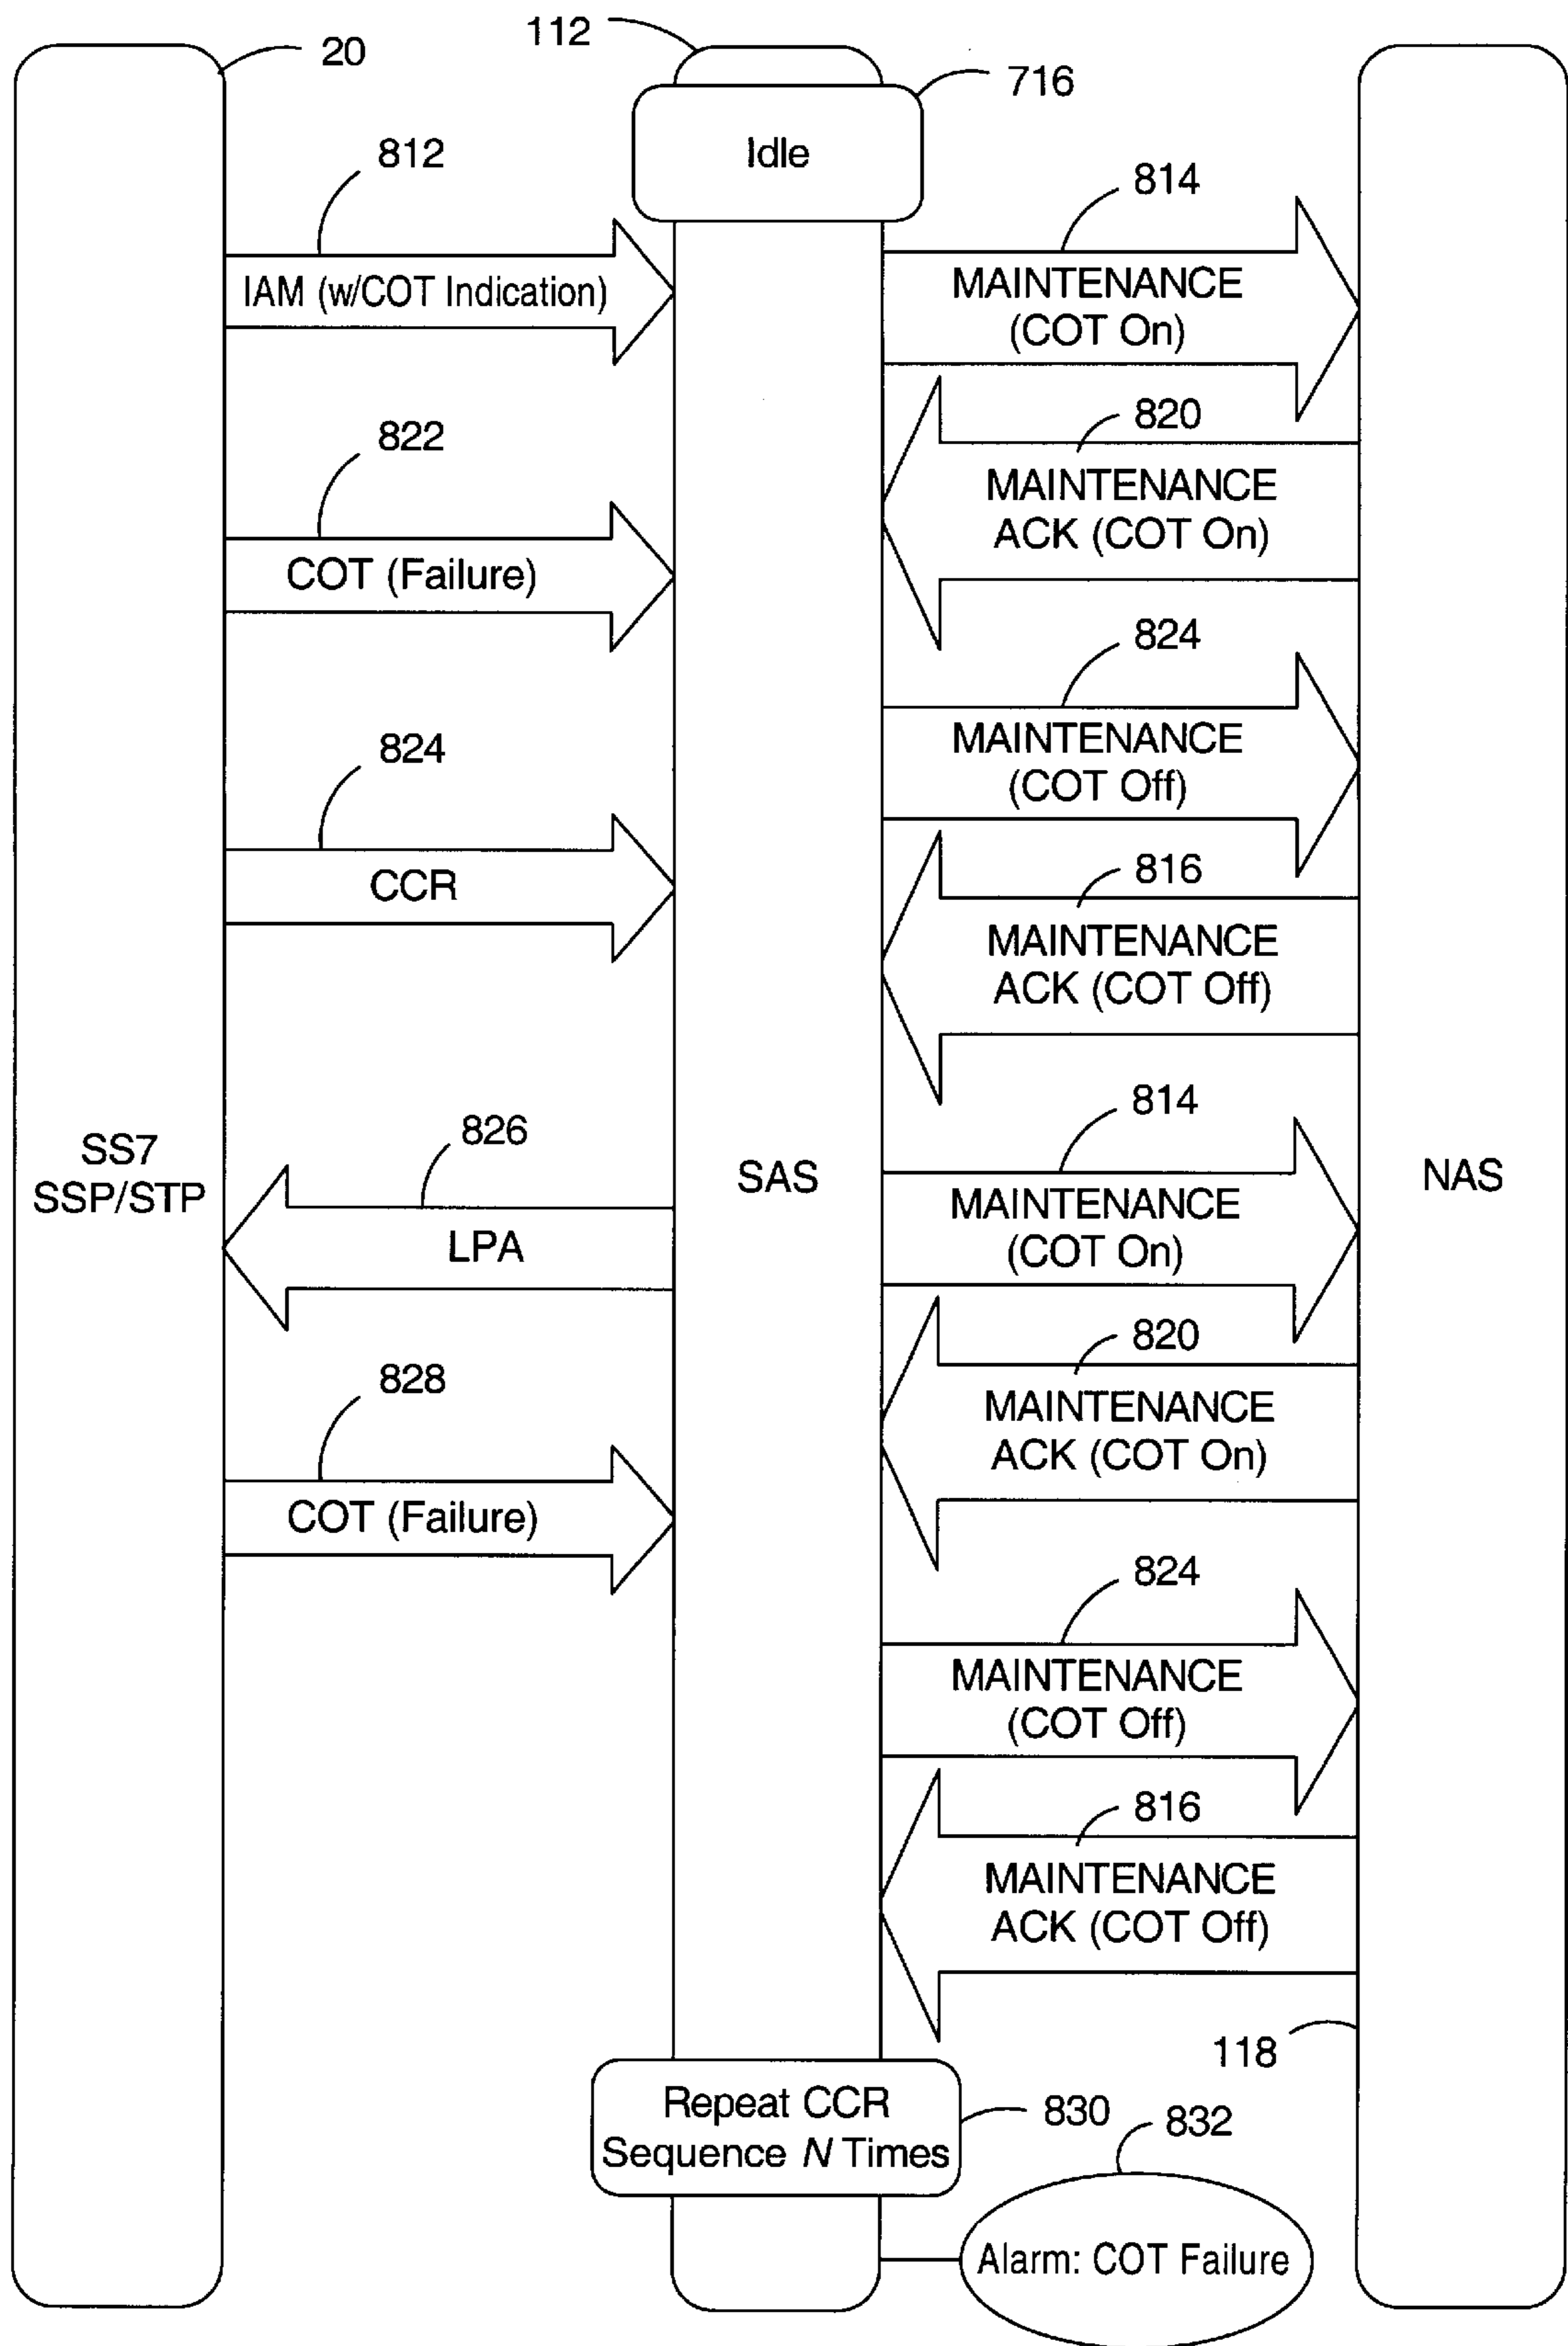 20
112
716
Idle
812
814
IAM (w/COT Indication)
MAINTENANCE
(COT On)
822
820
COT (Failure)
MAINTENANCE
ACK (COT On)
824
824
MAINTENANCE
(COT Off)
CCR
816
MAINTENANCE
ACK (COT Off)
826
814
SS7
SSP/STP
LPA
SAS
MAINTENANCE
(COT On)
NAS
828
820
COT (Failure)
MAINTENANCE
ACK (COT On)
824
MAINTENANCE
(COT Off)
816
MAINTENANCE
ACK (COT Off)
118
Repeat CCR
Sequence N Times
830
832
Alarm: COT Failure